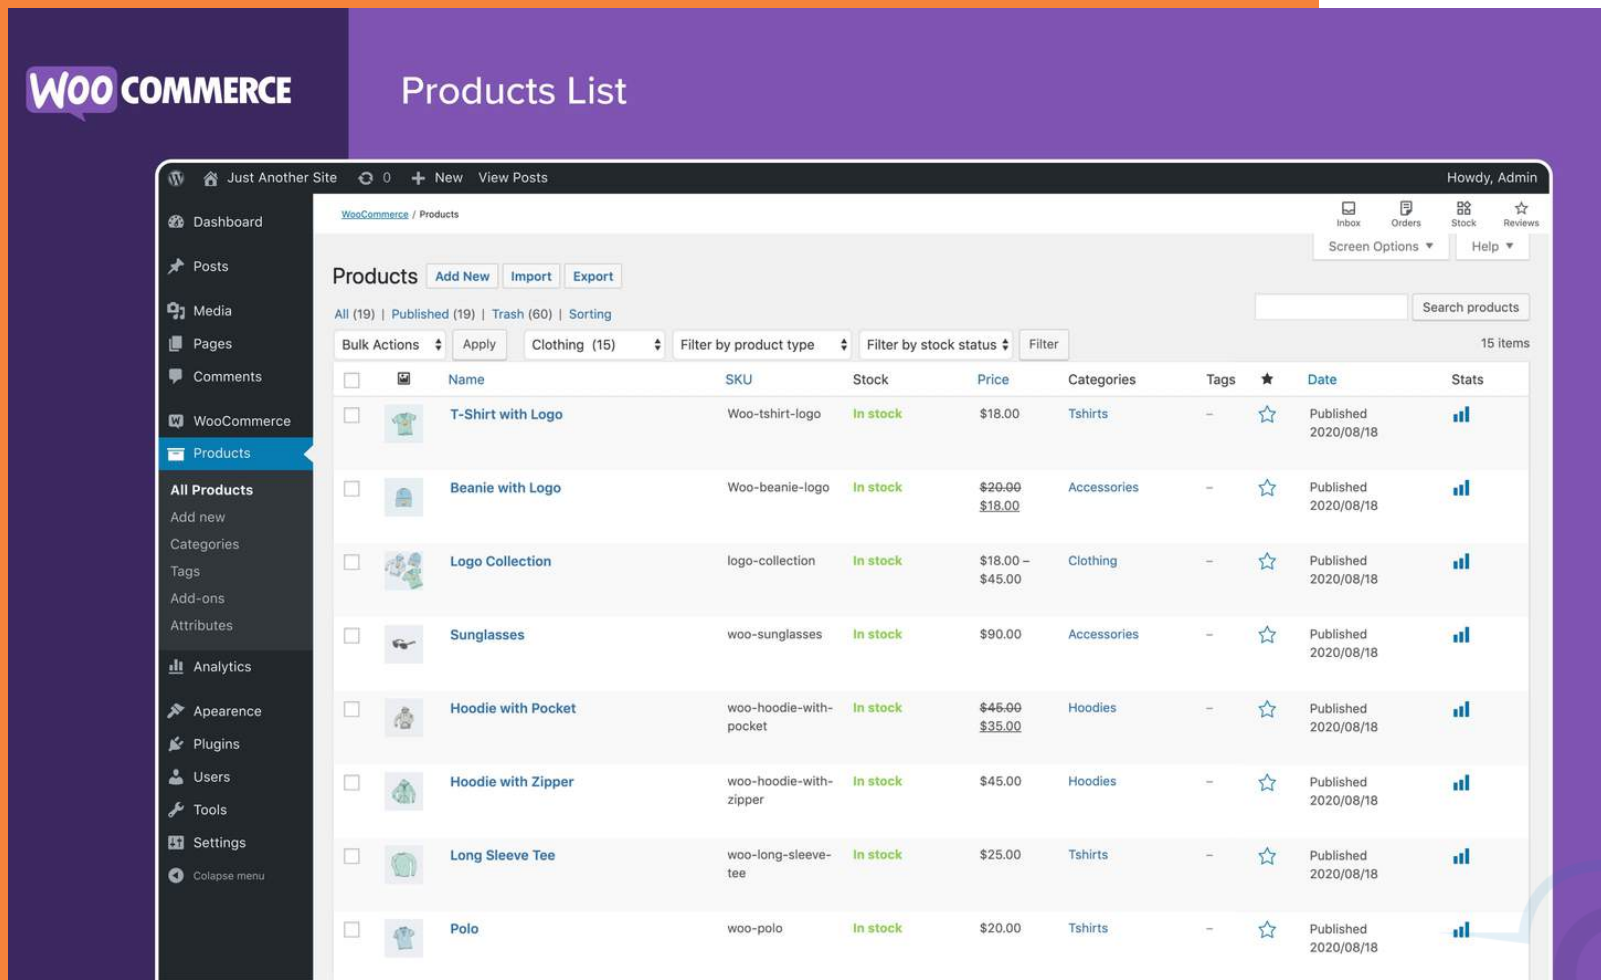 WOO COMMERCE
Products List
Just Another Site 0 New View Posts Howdy, Admin
Dashboard
Posts
Media
Pages
Comments
WooCommerce
Products
All Products
Add new
Categories
Tags
Add-ons
Attributes
Analytics
Apearence
Plugins
Users
Tools
Settings
Colapse menu
WooCommerce / Products
Inbox Orders Stock Reviews
Screen Options ▼ Help ▼
Products Add New Import Export
All (19) | Published (19) | Trash (60) | Sorting
Search products
Bulk Actions Apply Clothing (15) Filter by product type Filter by stock status Filter 15 items
Name SKU Stock Price Categories Tags ★ Date Stats
T-Shirt with Logo Woo-tshirt-logo In stock $18.00 Tshirts – Published
2020/08/18
Beanie with Logo Woo-beanie-logo In stock $20.00 Accessories – Published
$18.00 2020/08/18
Logo Collection logo-collection In stock $18.00 – Clothing – Published
$45.00 2020/08/18
Sunglasses woo-sunglasses In stock $90.00 Accessories – Published
2020/08/18
Hoodie with Pocket woo-hoodie-with- In stock $45.00 Hoodies – Published
pocket $35.00 2020/08/18
Hoodie with Zipper woo-hoodie-with- In stock $45.00 Hoodies – Published
zipper 2020/08/18
Long Sleeve Tee woo-long-sleeve- In stock $25.00 Tshirts – Published
tee 2020/08/18
Polo woo-polo In stock $20.00 Tshirts – Published
2020/08/18